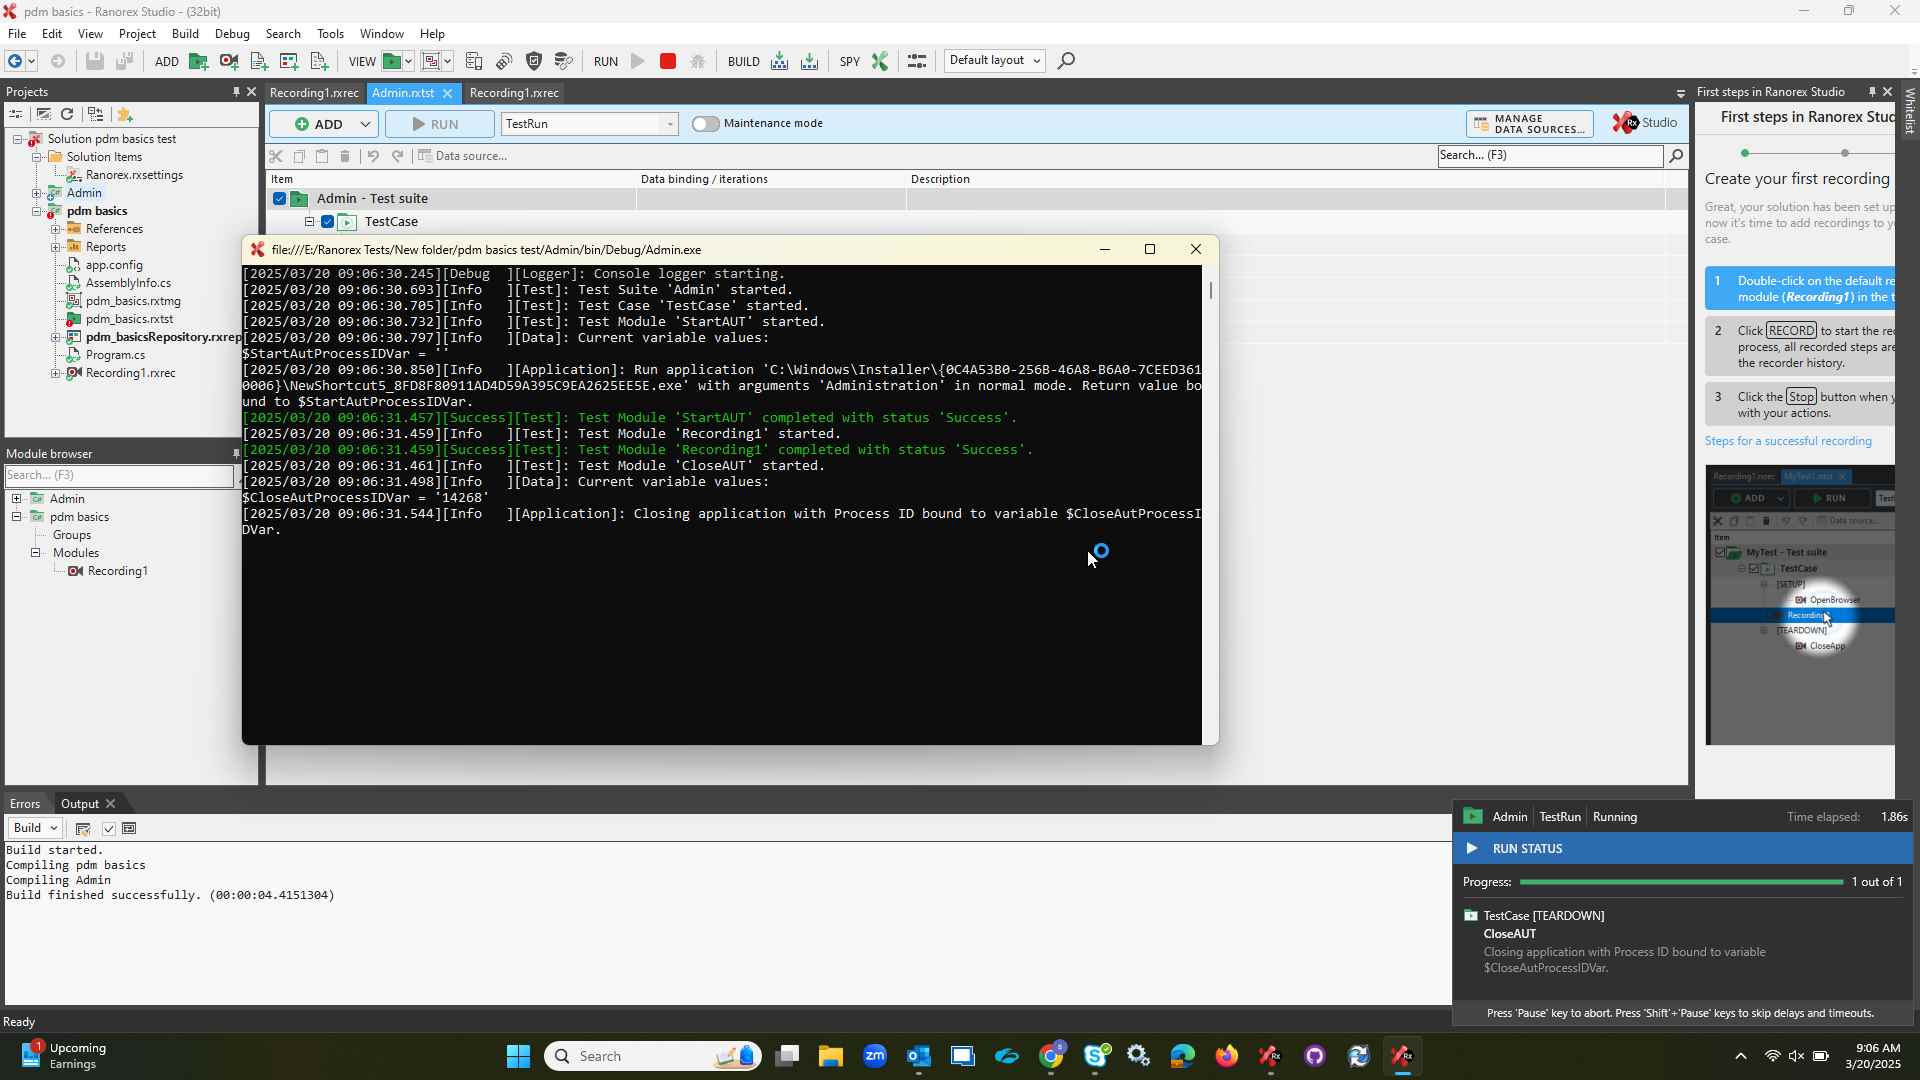 pdm basics - Ranorex Studio - (32bit)
File Edit View Project Build Debug Search Tools Window Help
ADD VIEW RUN BUILD SPY Default layout
Projects
Recording1.rxrec Admin.rxtst Recording1.rxrec
First steps in Ranorex Studio
Whitelist
ADD RUN TestRun Maintenance mode
MANAGE
DATA SOURCES...
Rx Studio
Data source...
Search... (F3)
Item Data binding / iterations Description
Admin - Test suite
TestCase
Solution pdm basics test
Solution Items
Ranorex.rxsettings
Admin
pdm basics
References
Reports
app.config
AssemblyInfo.cs
pdm_basics.rxtmg
pdm_basics.rxtst
pdm_basicsRepository.rxrep
Program.cs
Recording1.rxrec
Module browser
Search... (F3)
Admin
pdm basics
Groups
Modules
Recording1
file:///E:/Ranorex Tests/New folder/pdm basics test/Admin/bin/Debug/Admin.exe
[2025/03/20 09:06:30.245][Debug  ][Logger]: Console logger starting.
[2025/03/20 09:06:30.693][Info   ][Test]: Test Suite 'Admin' started.
[2025/03/20 09:06:30.705][Info   ][Test]: Test Case 'TestCase' started.
[2025/03/20 09:06:30.732][Info   ][Test]: Test Module 'StartAUT' started.
[2025/03/20 09:06:30.797][Info   ][Data]: Current variable values:
$StartAutProcessIDVar = ''
[2025/03/20 09:06:30.850][Info   ][Application]: Run application 'C:\Windows\Installer\{0C4A53B0-256B-46A8-B6A0-7CEED361
0006}\NewShortcut5_8FD8F80911AD4D59A395C9EA2625EE5E.exe' with arguments 'Administration' in normal mode. Return value bo
und to $StartAutProcessIDVar.
[2025/03/20 09:06:31.457][Success][Test]: Test Module 'StartAUT' completed with status 'Success'.
[2025/03/20 09:06:31.459][Info   ][Test]: Test Module 'Recording1' started.
[2025/03/20 09:06:31.459][Success][Test]: Test Module 'Recording1' completed with status 'Success'.
[2025/03/20 09:06:31.461][Info   ][Test]: Test Module 'CloseAUT' started.
[2025/03/20 09:06:31.498][Info   ][Data]: Current variable values:
$CloseAutProcessIDVar = '14268'
[2025/03/20 09:06:31.544][Info   ][Application]: Closing application with Process ID bound to variable $CloseAutProcessI
DVar.
First steps in Ranorex Stud
Create your first recording
Great, your solution has been set up
now it's time to add recordings to yo
case.
1 Double-click on the default re
module (Recording1) in the t
2 Click RECORD to start the rec
process, all recorded steps are
the recorder history.
3 Click the Stop button when y
with your actions.
Steps for a successful recording
Recording1.rxrec MyTest1.rxtst
ADD RUN Test
Data source...
Item
MyTest - Test suite
TestCase
[SETUP]
OpenBrowser
Recording
[TEARDOWN]
CloseApp
Errors Output
Build
Build started.
Compiling pdm basics
Compiling Admin
Build finished successfully. (00:00:04.4151304)
Admin TestRun Running Time elapsed: 1.86s
RUN STATUS
Progress: 1 out of 1
TestCase [TEARDOWN]
CloseAUT
Closing application with Process ID bound to variable
$CloseAutProcessIDVar.
Press 'Pause' key to abort. Press 'Shift'+'Pause' keys to skip delays and timeouts.
Ready
1 Upcoming
Earnings
Search
zm
9:06 AM
3/20/2025